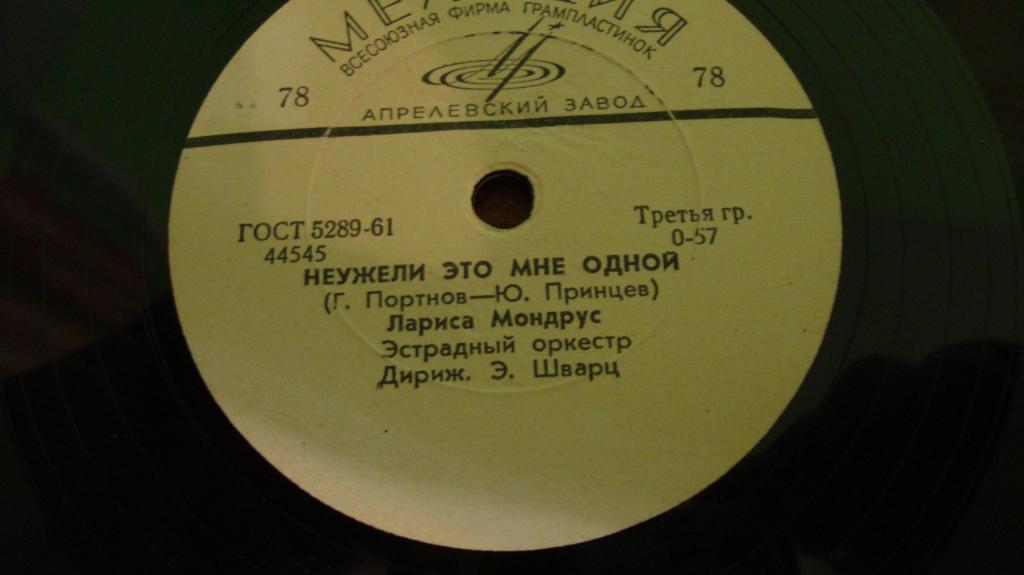 МЕЛОДИЯ
ВСЕСОЮЗНАЯ ФИРМА ГРАМПЛАСТИНОК
78 78
АПРЕЛЕВСКИЙ ЗАВОД
ГОСТ 5289-61 Третья гр.
44545 0-57
НЕУЖЕЛИ ЭТО МНЕ ОДНОЙ
(Г. Портнов—Ю. Принцев)
Лариса Мондрус
Эстрадный оркестр
Дириж. Э. Шварц